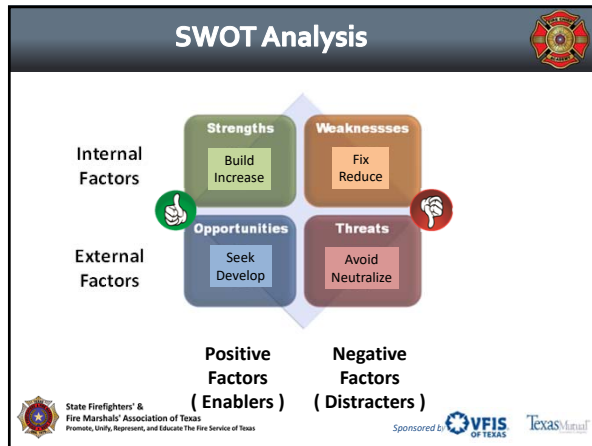 SWOT Analysis
Internal
Factors
Strengths
Build
Increase
Weaknessses
Fix
Reduce
External
Factors
Opportunities
Seek
Develop
Threats
Avoid
Neutralize
Positive
Factors
( Enablers )
Negative
Factors
( Distracters )
State Firefighters' &
Fire Marshals' Association of Texas
Promote, Unify, Represent, and Educate The Fire Service of Texas
Sponsored by
VFIS
OF TEXAS
TexasMutual